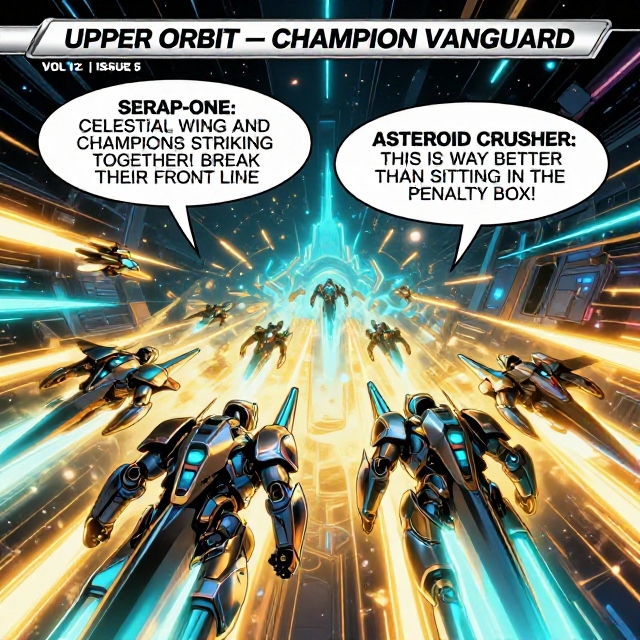 UPPER ORBIT — CHAMPION VANGUARD
VOL 12 | ISSUE 5
SERAP-ONE:
CELESTIAL WING AND
CHAMPIONS STRIKING
TOGETHER! BREAK
THEIR FRONT LINE
ASTEROID CRUSHER:
THIS IS WAY BETTER
THAN SITTING IN THE
PENALTY BOX!